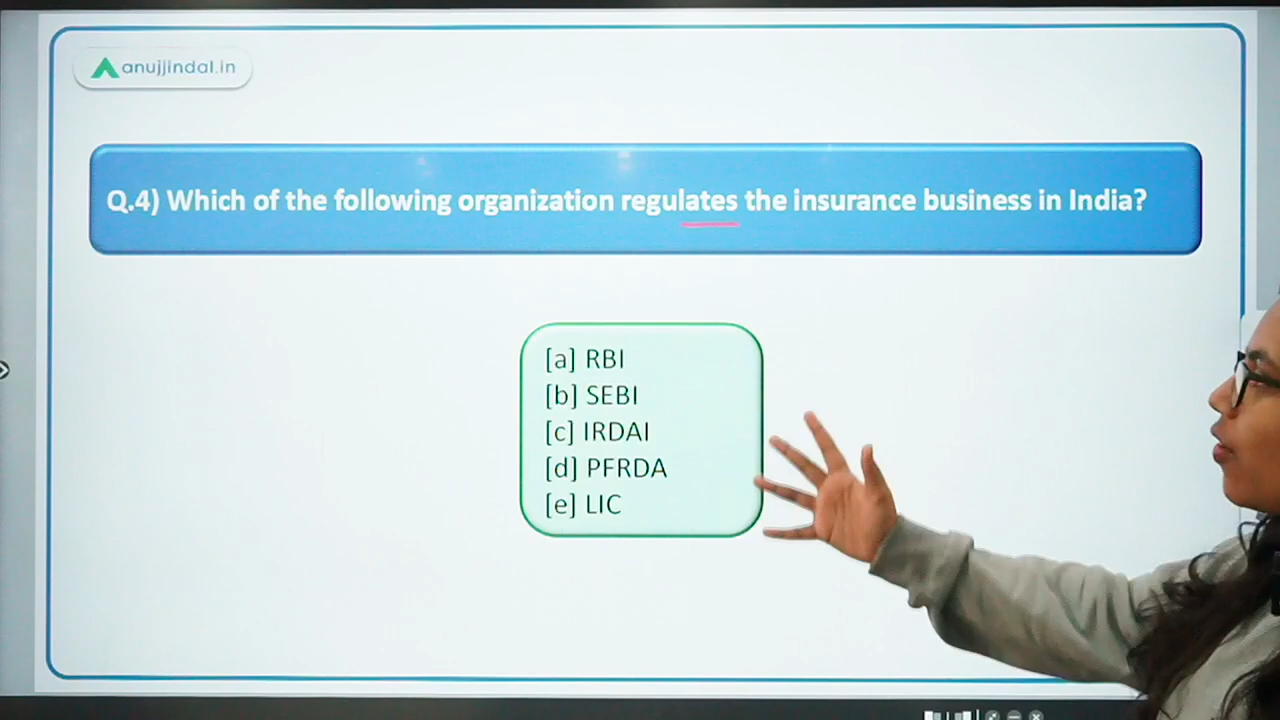 anujjindal.in
Q.4) Which of the following organization regulates the insurance business in India?
[a] RBI
[b] SEBI
[c] IRDAI
[d] PFRDA
[e] LIC